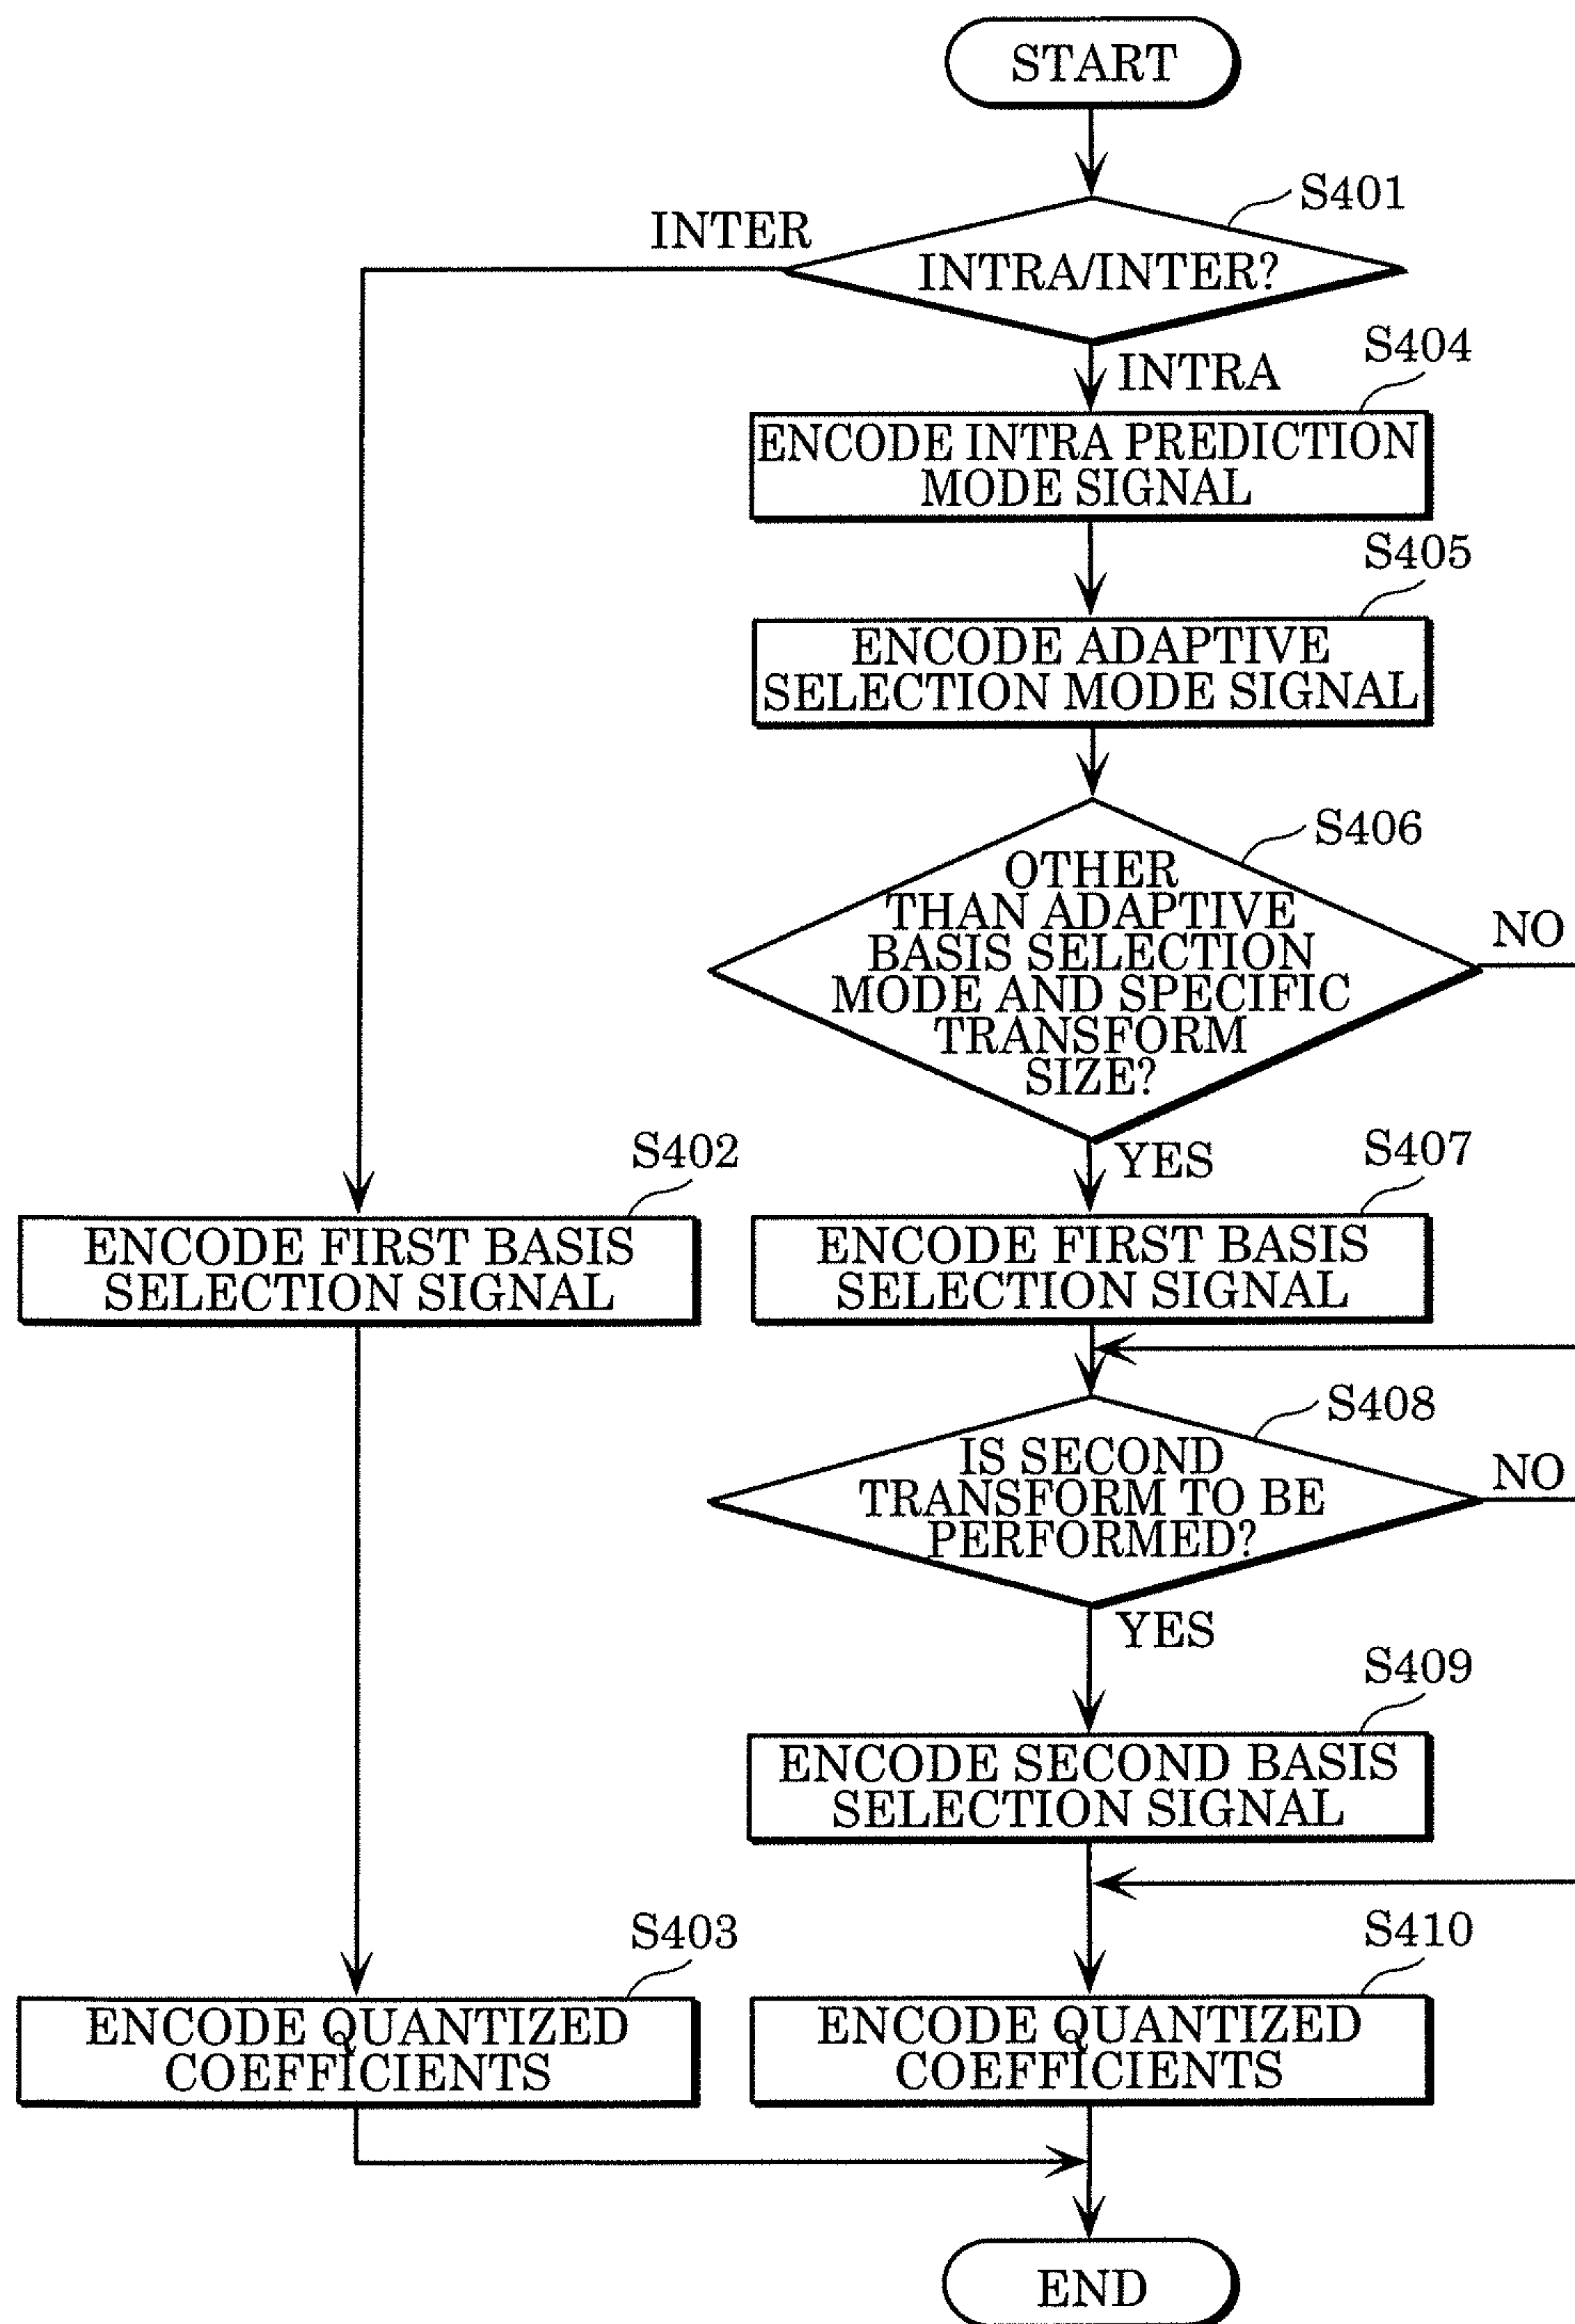 START
S401
INTER
INTRA/INTER?
S404
INTRA
ENCODE INTRA PREDICTION
MODE SIGNAL
S405
ENCODE ADAPTIVE
SELECTION MODE SIGNAL
S406
OTHER
THAN ADAPTIVE
BASIS SELECTION
MODE AND SPECIFIC
TRANSFORM
SIZE?
NO
YES
S402
ENCODE FIRST BASIS
SELECTION SIGNAL
S407
ENCODE FIRST BASIS
SELECTION SIGNAL
S408
IS SECOND
TRANSFORM TO BE
PERFORMED?
NO
YES
S409
ENCODE SECOND BASIS
SELECTION SIGNAL
S403
ENCODE QUANTIZED
COEFFICIENTS
S410
ENCODE QUANTIZED
COEFFICIENTS
END